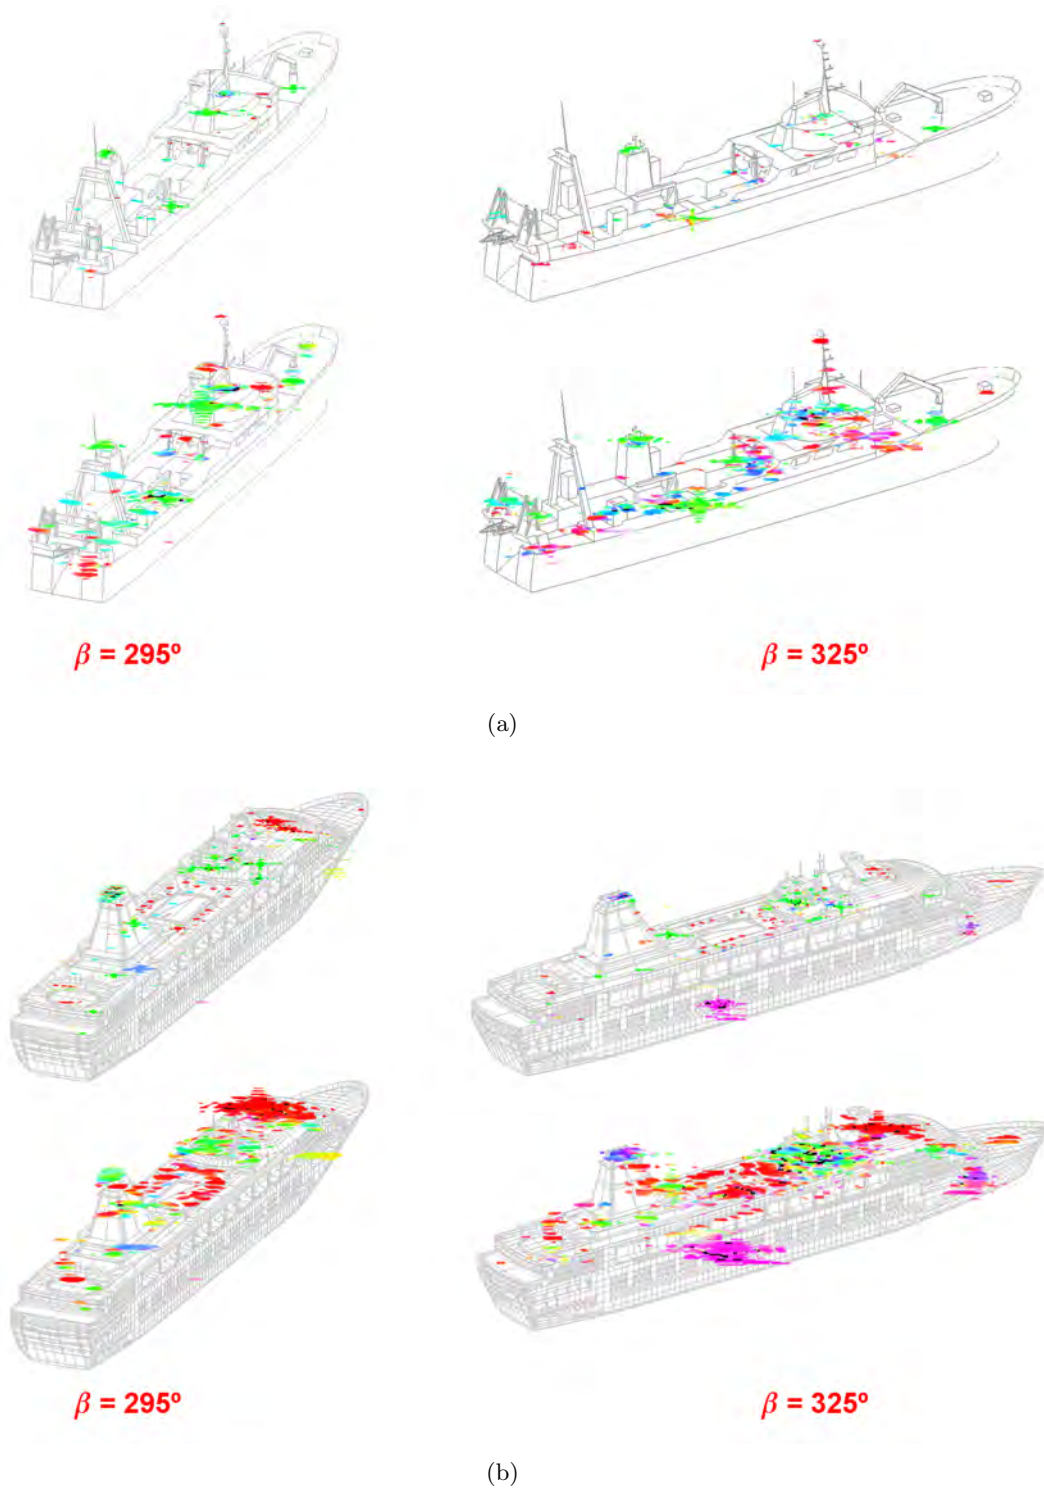 β = 295º
β = 325º
(a)
β = 295º
β = 325º
(b)